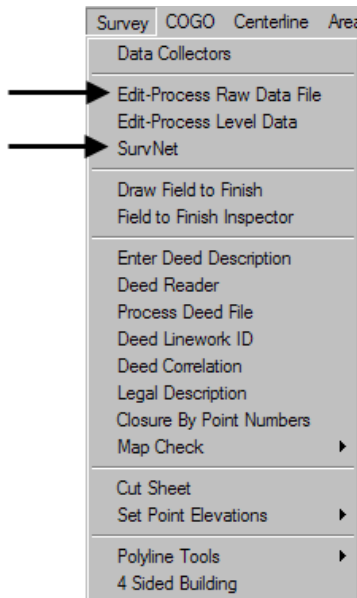 Survey COGO Centerline Area
Data Collectors
Edit-Process Raw Data File
Edit-Process Level Data
SurvNet
Draw Field to Finish
Field to Finish Inspector
Enter Deed Description
Deed Reader
Process Deed File
Deed Linework ID
Deed Correlation
Legal Description
Closure By Point Numbers
Map Check
Cut Sheet
Set Point Elevations
Polyline Tools
4 Sided Building